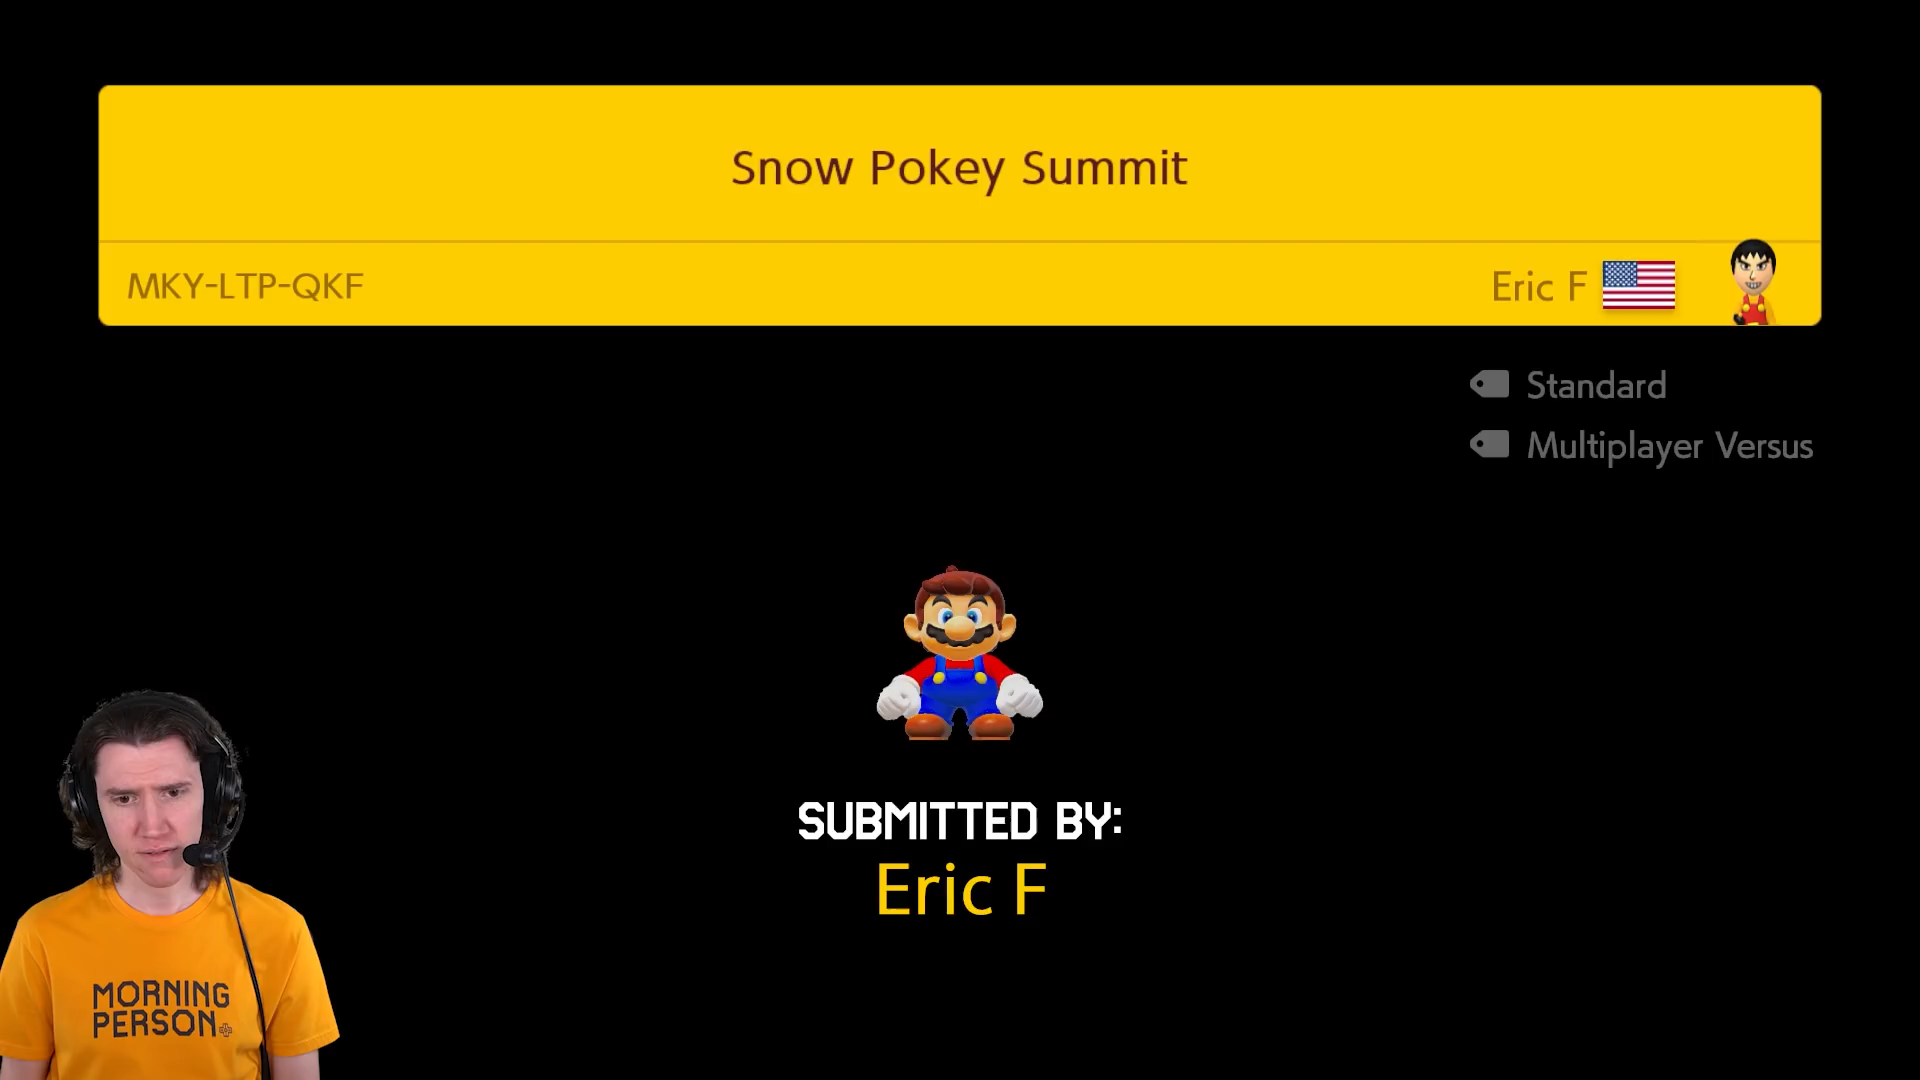 Snow Pokey Summit
MKY-LTP-QKF
Eric F
Standard
Multiplayer Versus
SUBMITTED BY:
Eric F
MORNING
PERSON